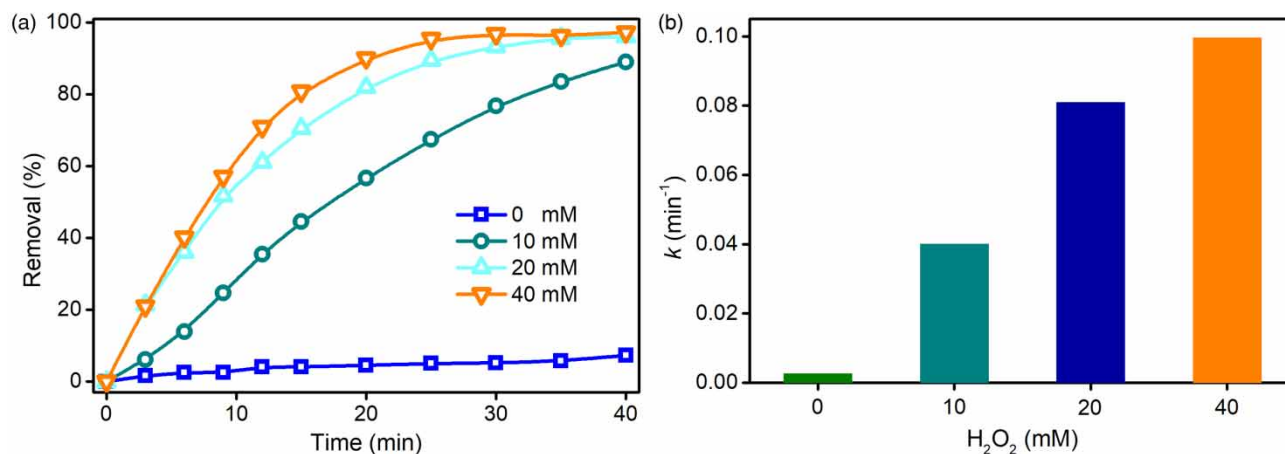 (a)
100
80
60
40
20
0
Removal (%)
0 mM
10 mM
20 mM
40 mM
0 10 20 30 40
Time (min)
(b)
0.10
0.08
0.06
0.04
0.02
0.00
k (min⁻¹)
0 10 20 40
H₂O₂ (mM)